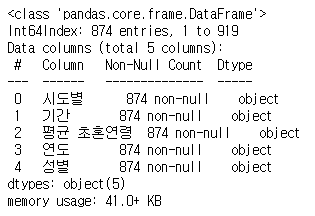 <class 'pandas.core.frame.DataFrame'>
Int64Index: 874 entries, 1 to 919
Data columns (total 5 columns):
 #   Column   Non-Null Count  Dtype
---  ------   --------------  -----
 0   시도별      874 non-null    object
 1   기간       874 non-null    object
 2   평균 초혼연령  874 non-null    object
 3   연도       874 non-null    object
 4   성별       874 non-null    object
dtypes: object(5)
memory usage: 41.0+ KB